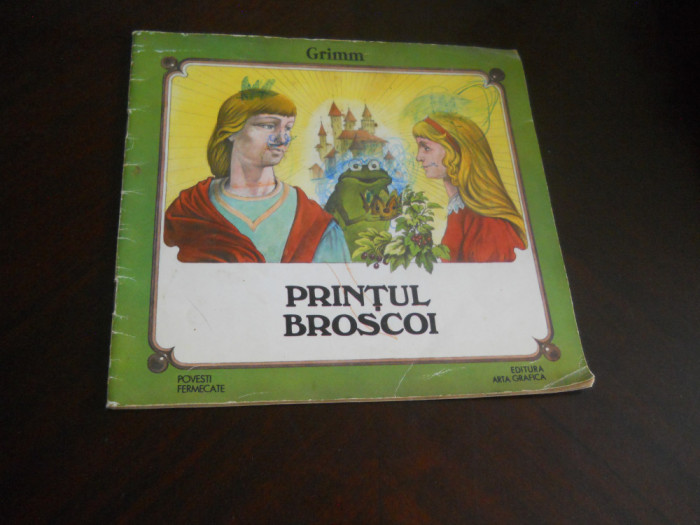 Grimm
PRINȚUL
BROSCOI
POVESTI
FERMECATE
EDITURA
ARTA GRAFICA